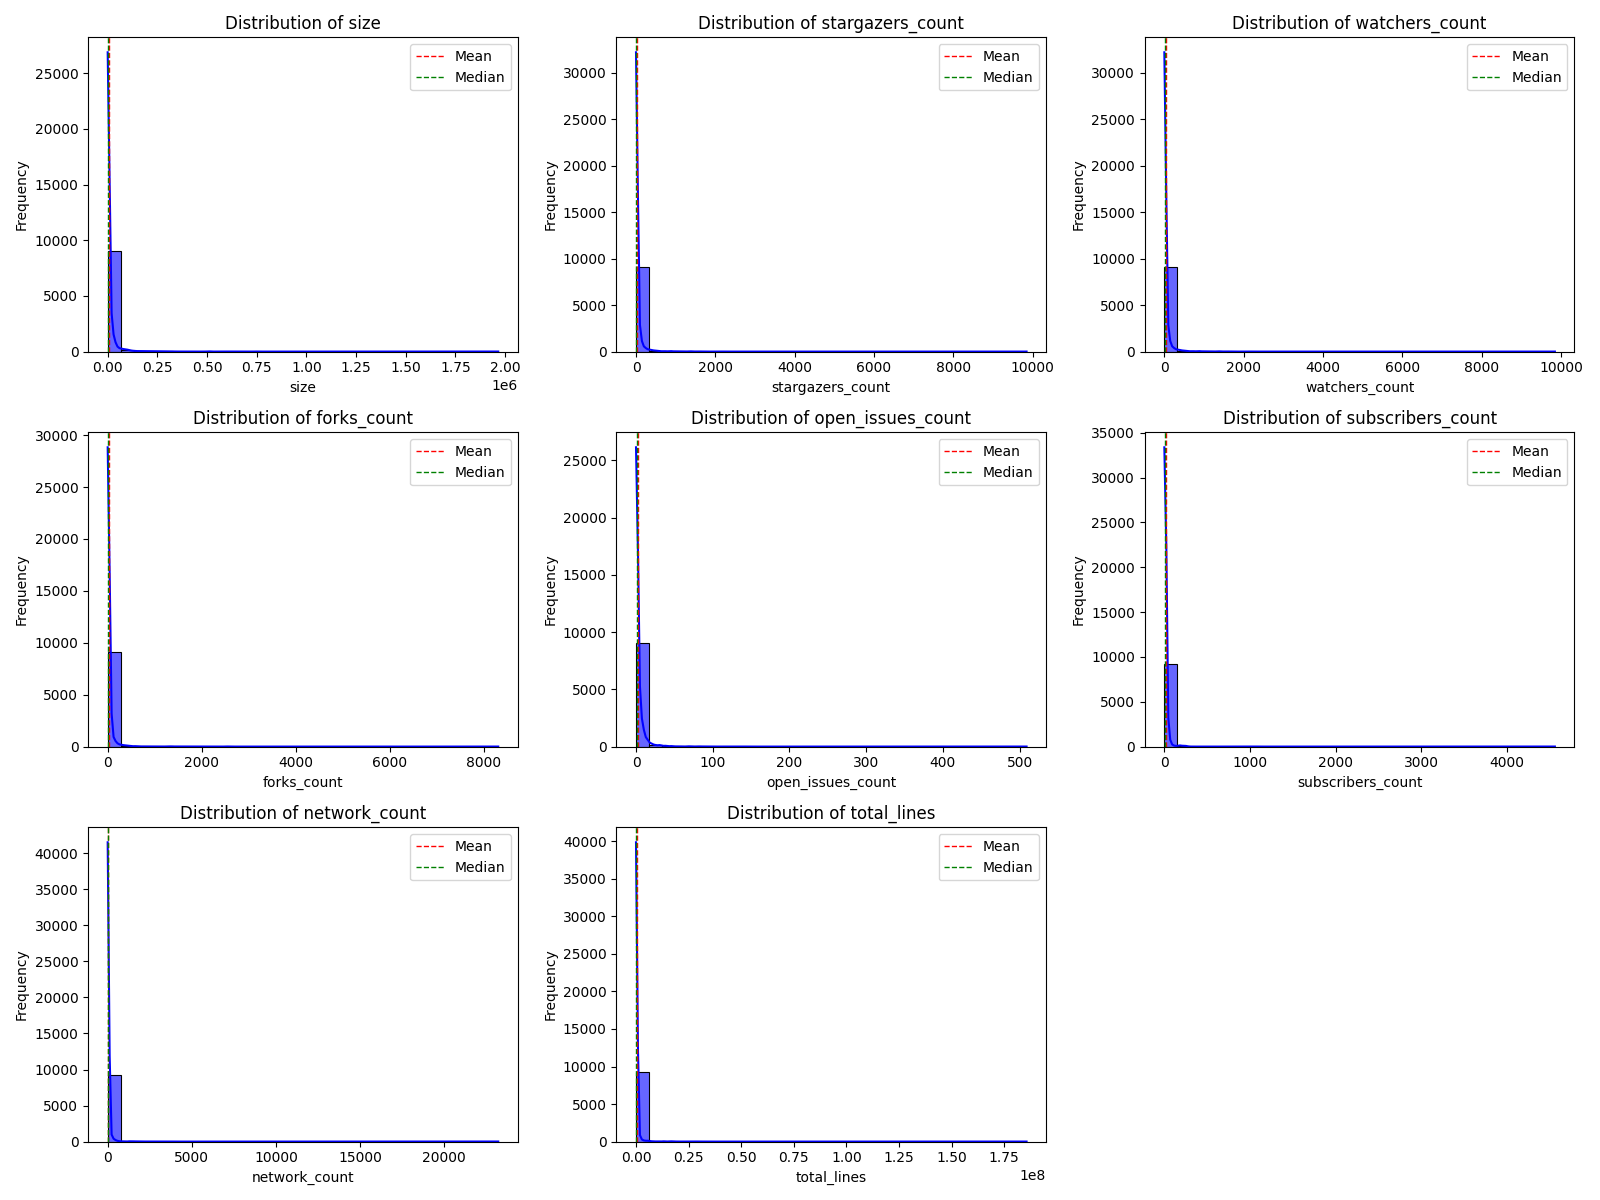 Distribution of size
Mean
Median
25000
20000
15000
10000
5000
0
Frequency
0.00 0.25 0.50 0.75 1.00 1.25 1.50 1.75 2.00
1e6
size
Distribution of stargazers_count
Mean
Median
30000
25000
20000
15000
10000
5000
0
Frequency
0 2000 4000 6000 8000 10000
stargazers_count
Distribution of watchers_count
Mean
Median
30000
25000
20000
15000
10000
5000
0
Frequency
0 2000 4000 6000 8000 10000
watchers_count
Distribution of forks_count
Mean
Median
30000
25000
20000
15000
10000
5000
0
Frequency
0 2000 4000 6000 8000
forks_count
Distribution of open_issues_count
Mean
Median
25000
20000
15000
10000
5000
0
Frequency
0 100 200 300 400 500
open_issues_count
Distribution of subscribers_count
Mean
Median
35000
30000
25000
20000
15000
10000
5000
0
Frequency
0 1000 2000 3000 4000
subscribers_count
Distribution of network_count
Mean
Median
40000
35000
30000
25000
20000
15000
10000
5000
0
Frequency
0 5000 10000 15000 20000
network_count
Distribution of total_lines
Mean
Median
40000
35000
30000
25000
20000
15000
10000
5000
0
Frequency
0.00 0.25 0.50 0.75 1.00 1.25 1.50 1.75
1e8
total_lines